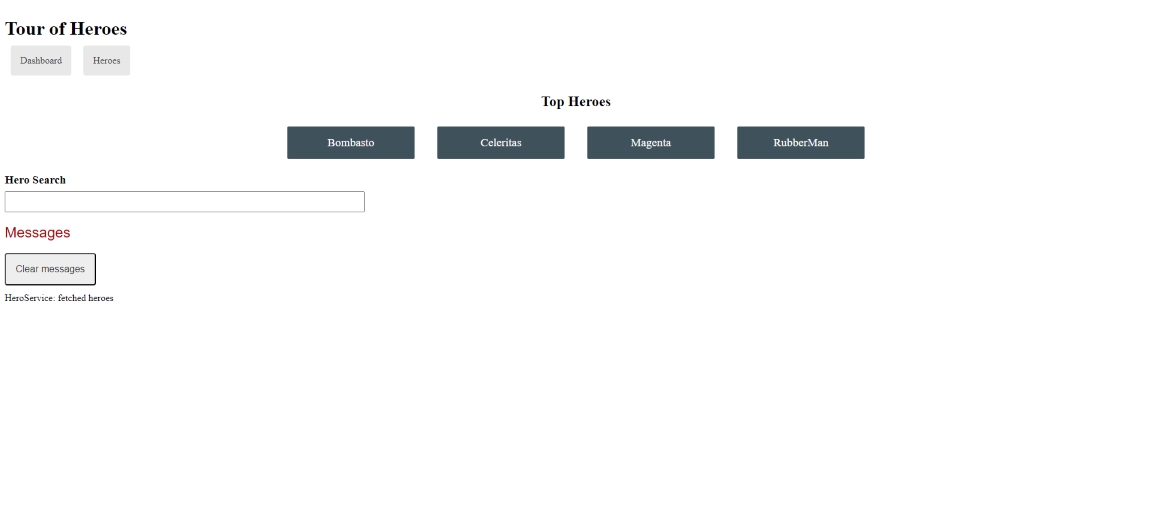 Tour of Heroes
Dashboard Heroes
Top Heroes
Bombasto Celeritas Magenta RubberMan
Hero Search
Messages
Clear messages
HeroService: fetched heroes